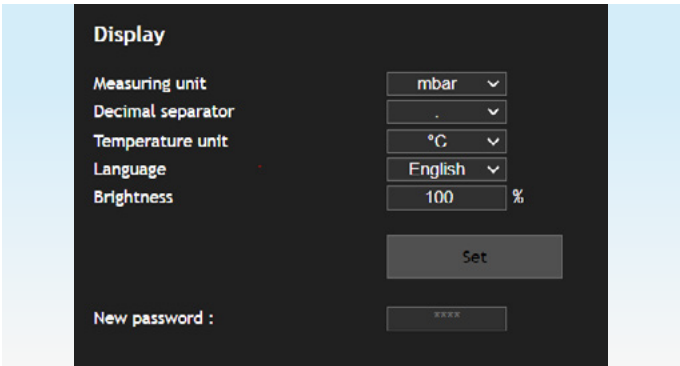 Display
Measuring unit mbar
Decimal separator .
Temperature unit °C
Language English
Brightness 100 %
Set
New password : ****